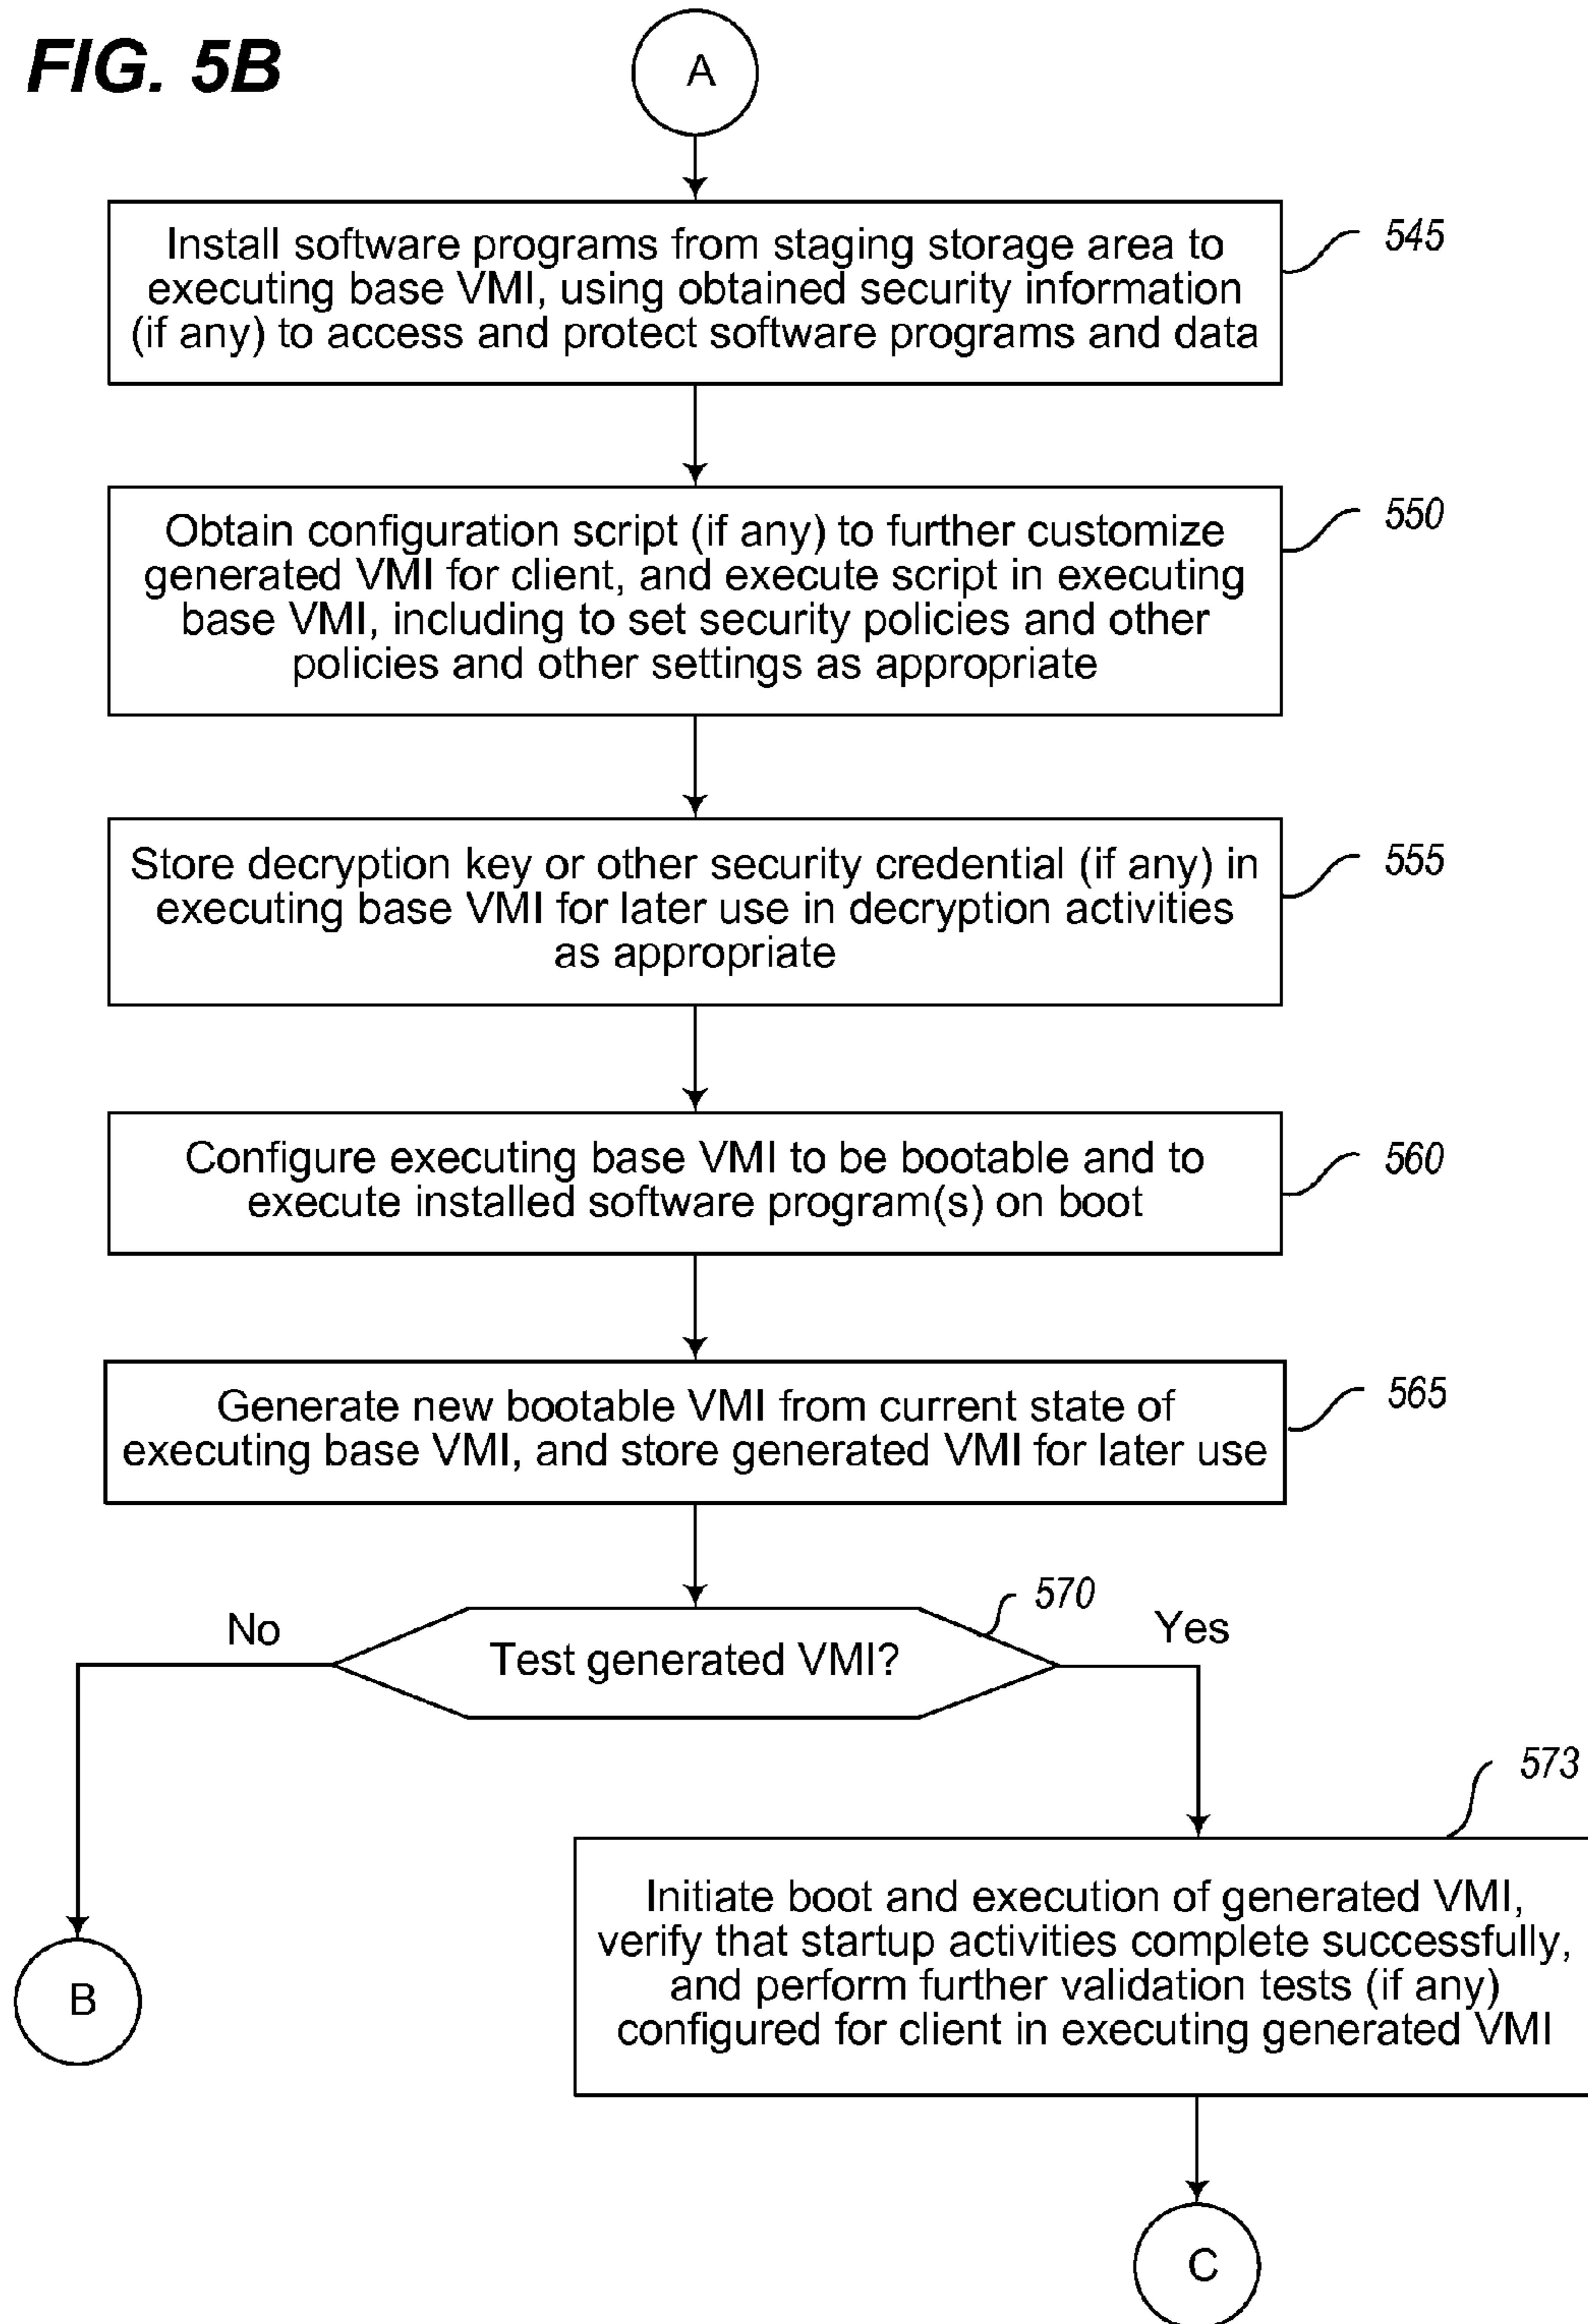 FIG. 5B
A
Install software programs from staging storage area to
executing base VMI, using obtained security information
(if any) to access and protect software programs and data
545
Obtain configuration script (if any) to further customize
generated VMI for client, and execute script in executing
base VMI, including to set security policies and other
policies and other settings as appropriate
550
Store decryption key or other security credential (if any) in
executing base VMI for later use in decryption activities
as appropriate
555
Configure executing base VMI to be bootable and to
execute installed software program(s) on boot
560
Generate new bootable VMI from current state of
executing base VMI, and store generated VMI for later use
565
570
No
Test generated VMI?
Yes
573
Initiate boot and execution of generated VMI,
verify that startup activities complete successfully,
and perform further validation tests (if any)
configured for client in executing generated VMI
B
C